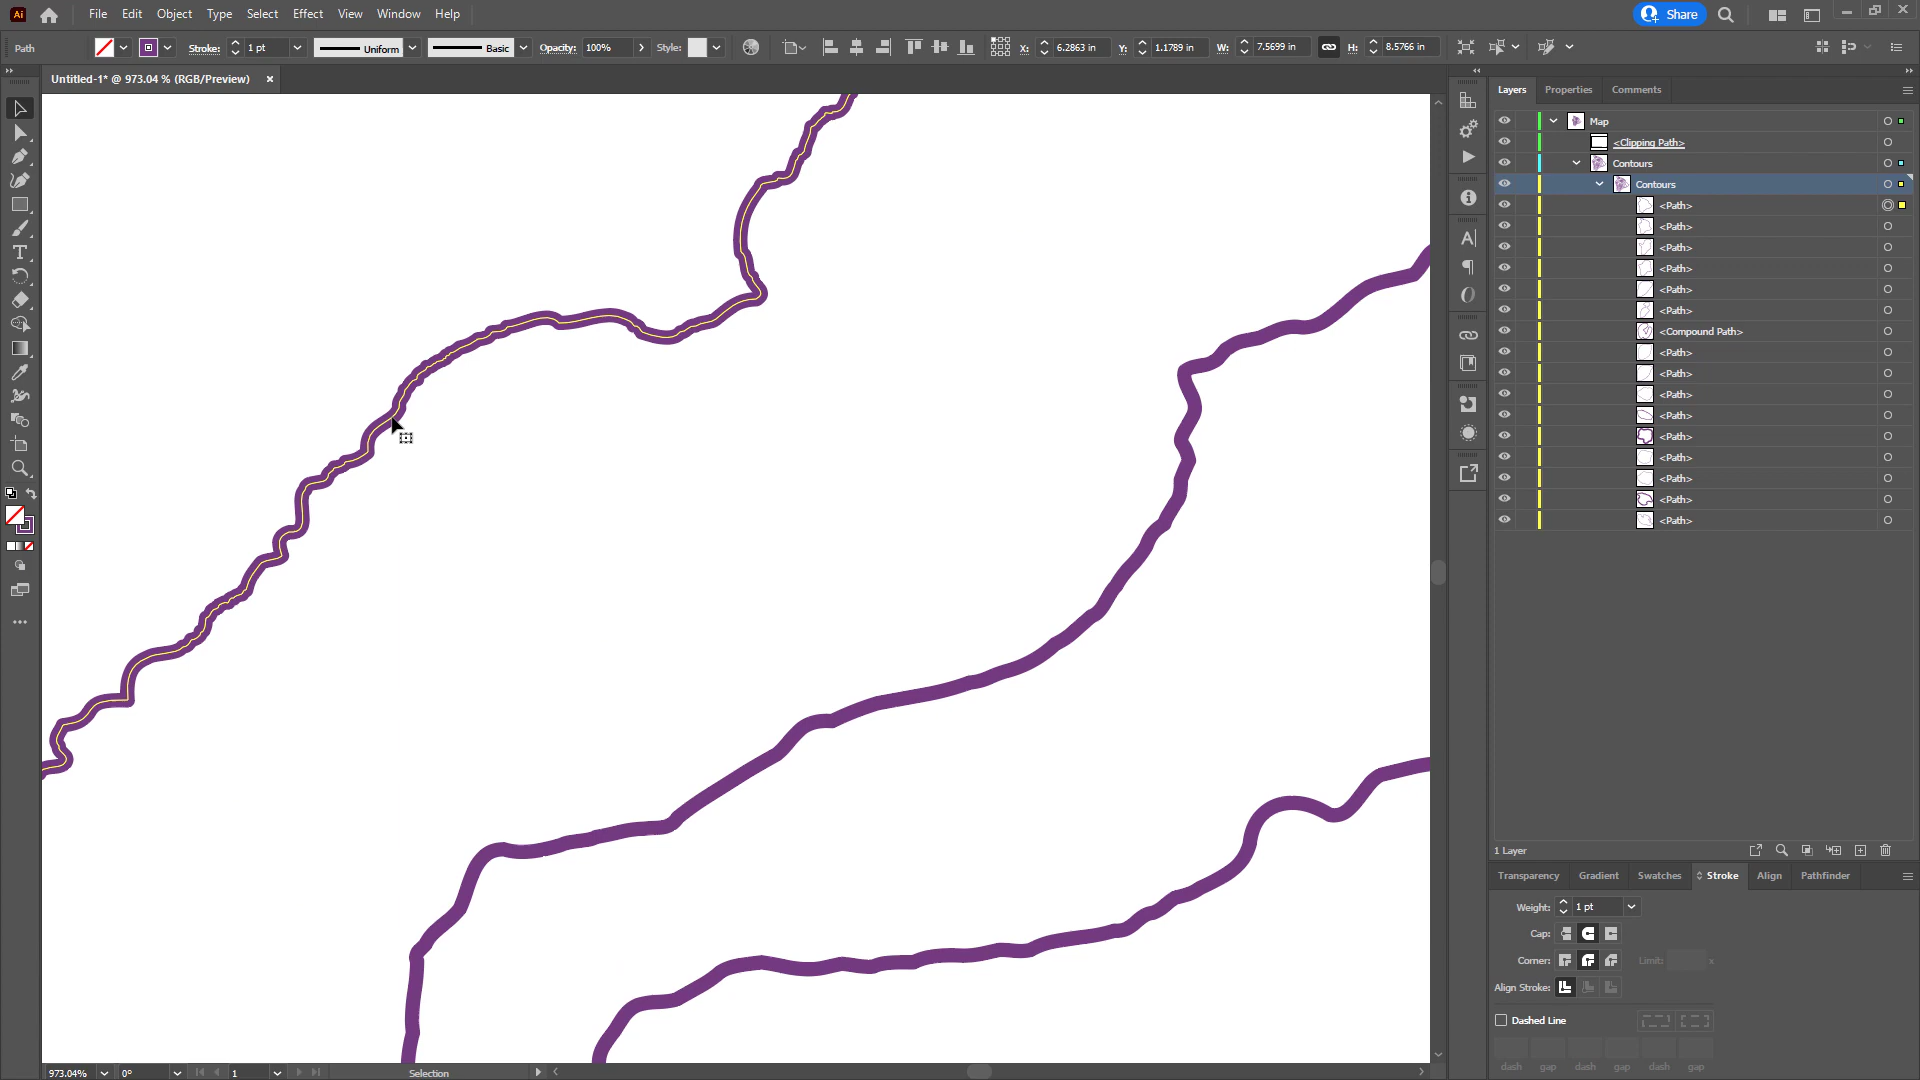 Ai File Edit Object Type Select Effect View Window Help Share
Path Stroke: 1 pt Uniform Basic Opacity: 100% Style: X: 6.2863 in Y: 1.1789 in W: 7.5699 in H: 8.5766 in
Untitled-1* @ 973.04 % (RGB/Preview) ×
Layers Properties Comments
Map
<Clipping Path>
Contours
Contours
<Path>
<Path>
<Path>
<Path>
<Path>
<Path>
<Compound Path>
<Path>
<Path>
<Path>
<Path>
<Path>
<Path>
<Path>
<Path>
<Path>
1 Layer
Transparency Gradient Swatches Stroke Align Pathfinder
Weight: 1 pt
Cap:
Corner: Limit: x
Align Stroke:
Dashed Line
dash gap dash gap dash gap
973.04% 0° 1 Selection